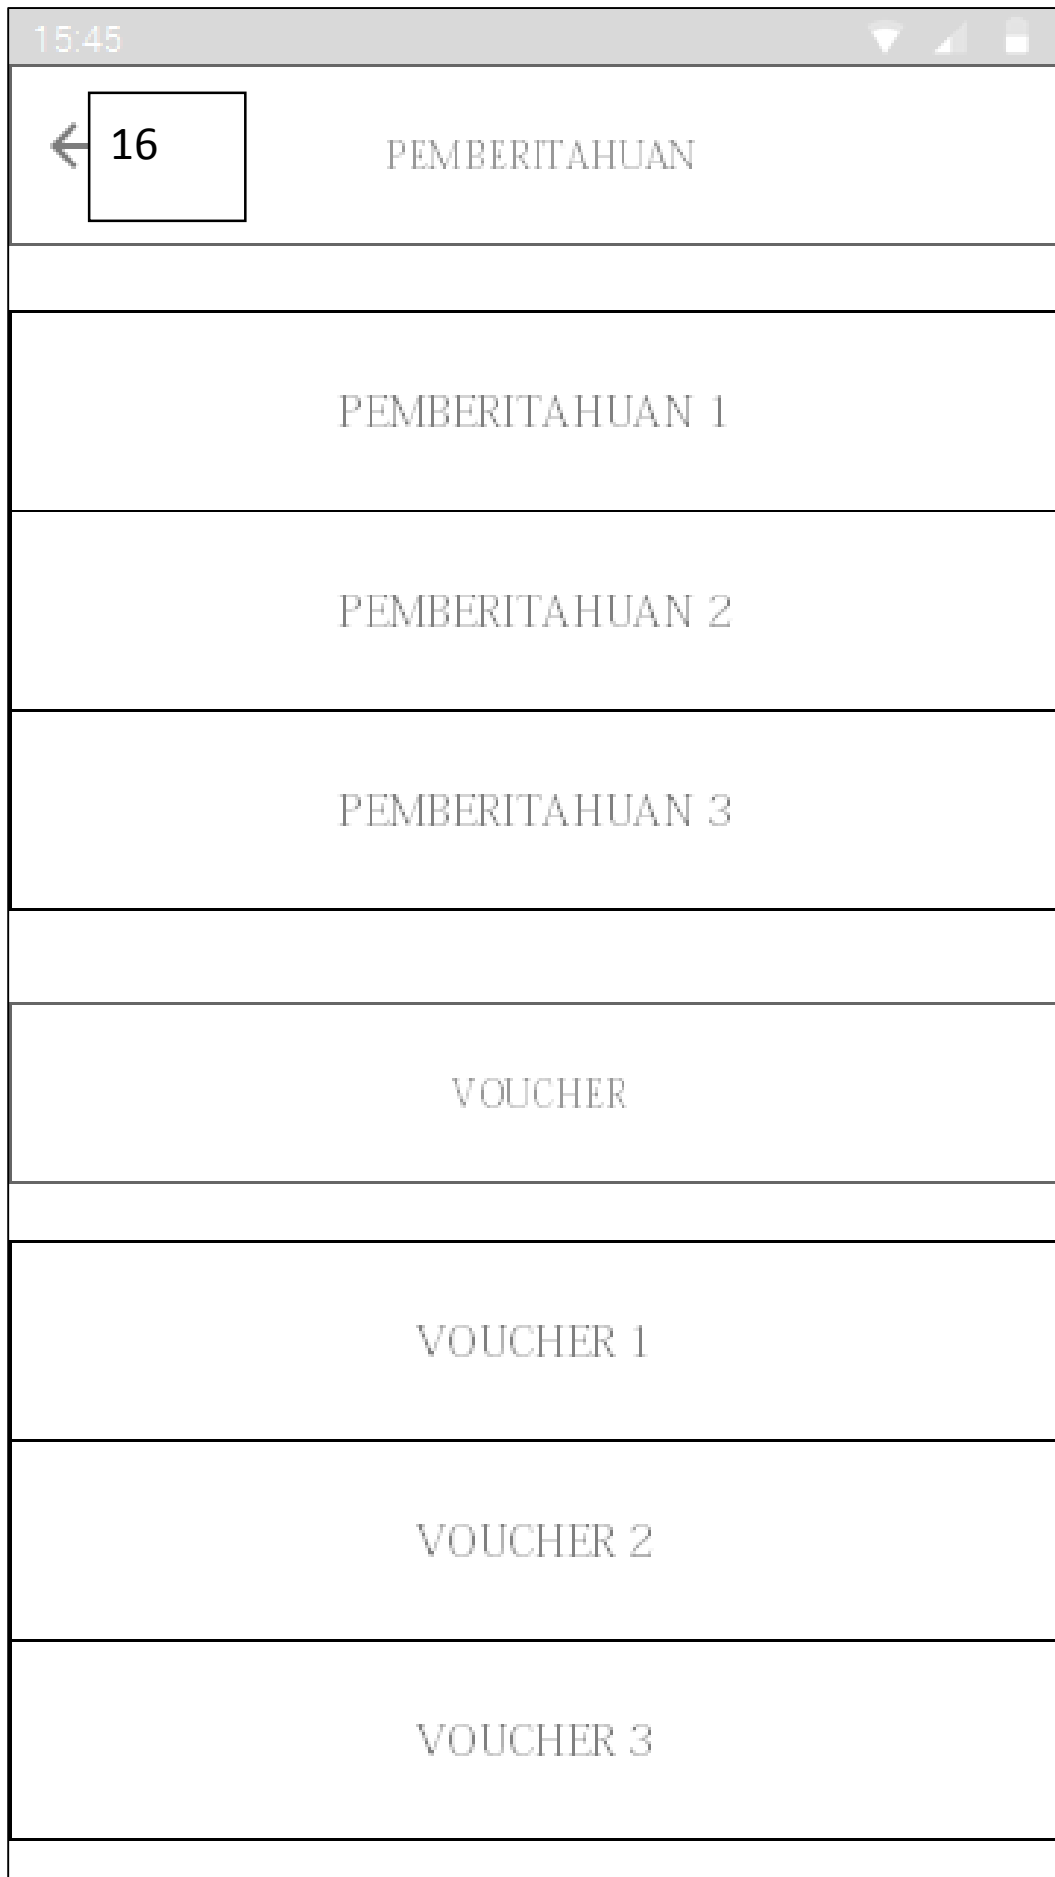 15:45
16
PEMBERITAHUAN
PEMBERITAHUAN 1
PEMBERITAHUAN 2
PEMBERITAHUAN 3
VOUCHER
VOUCHER 1
VOUCHER 2
VOUCHER 3